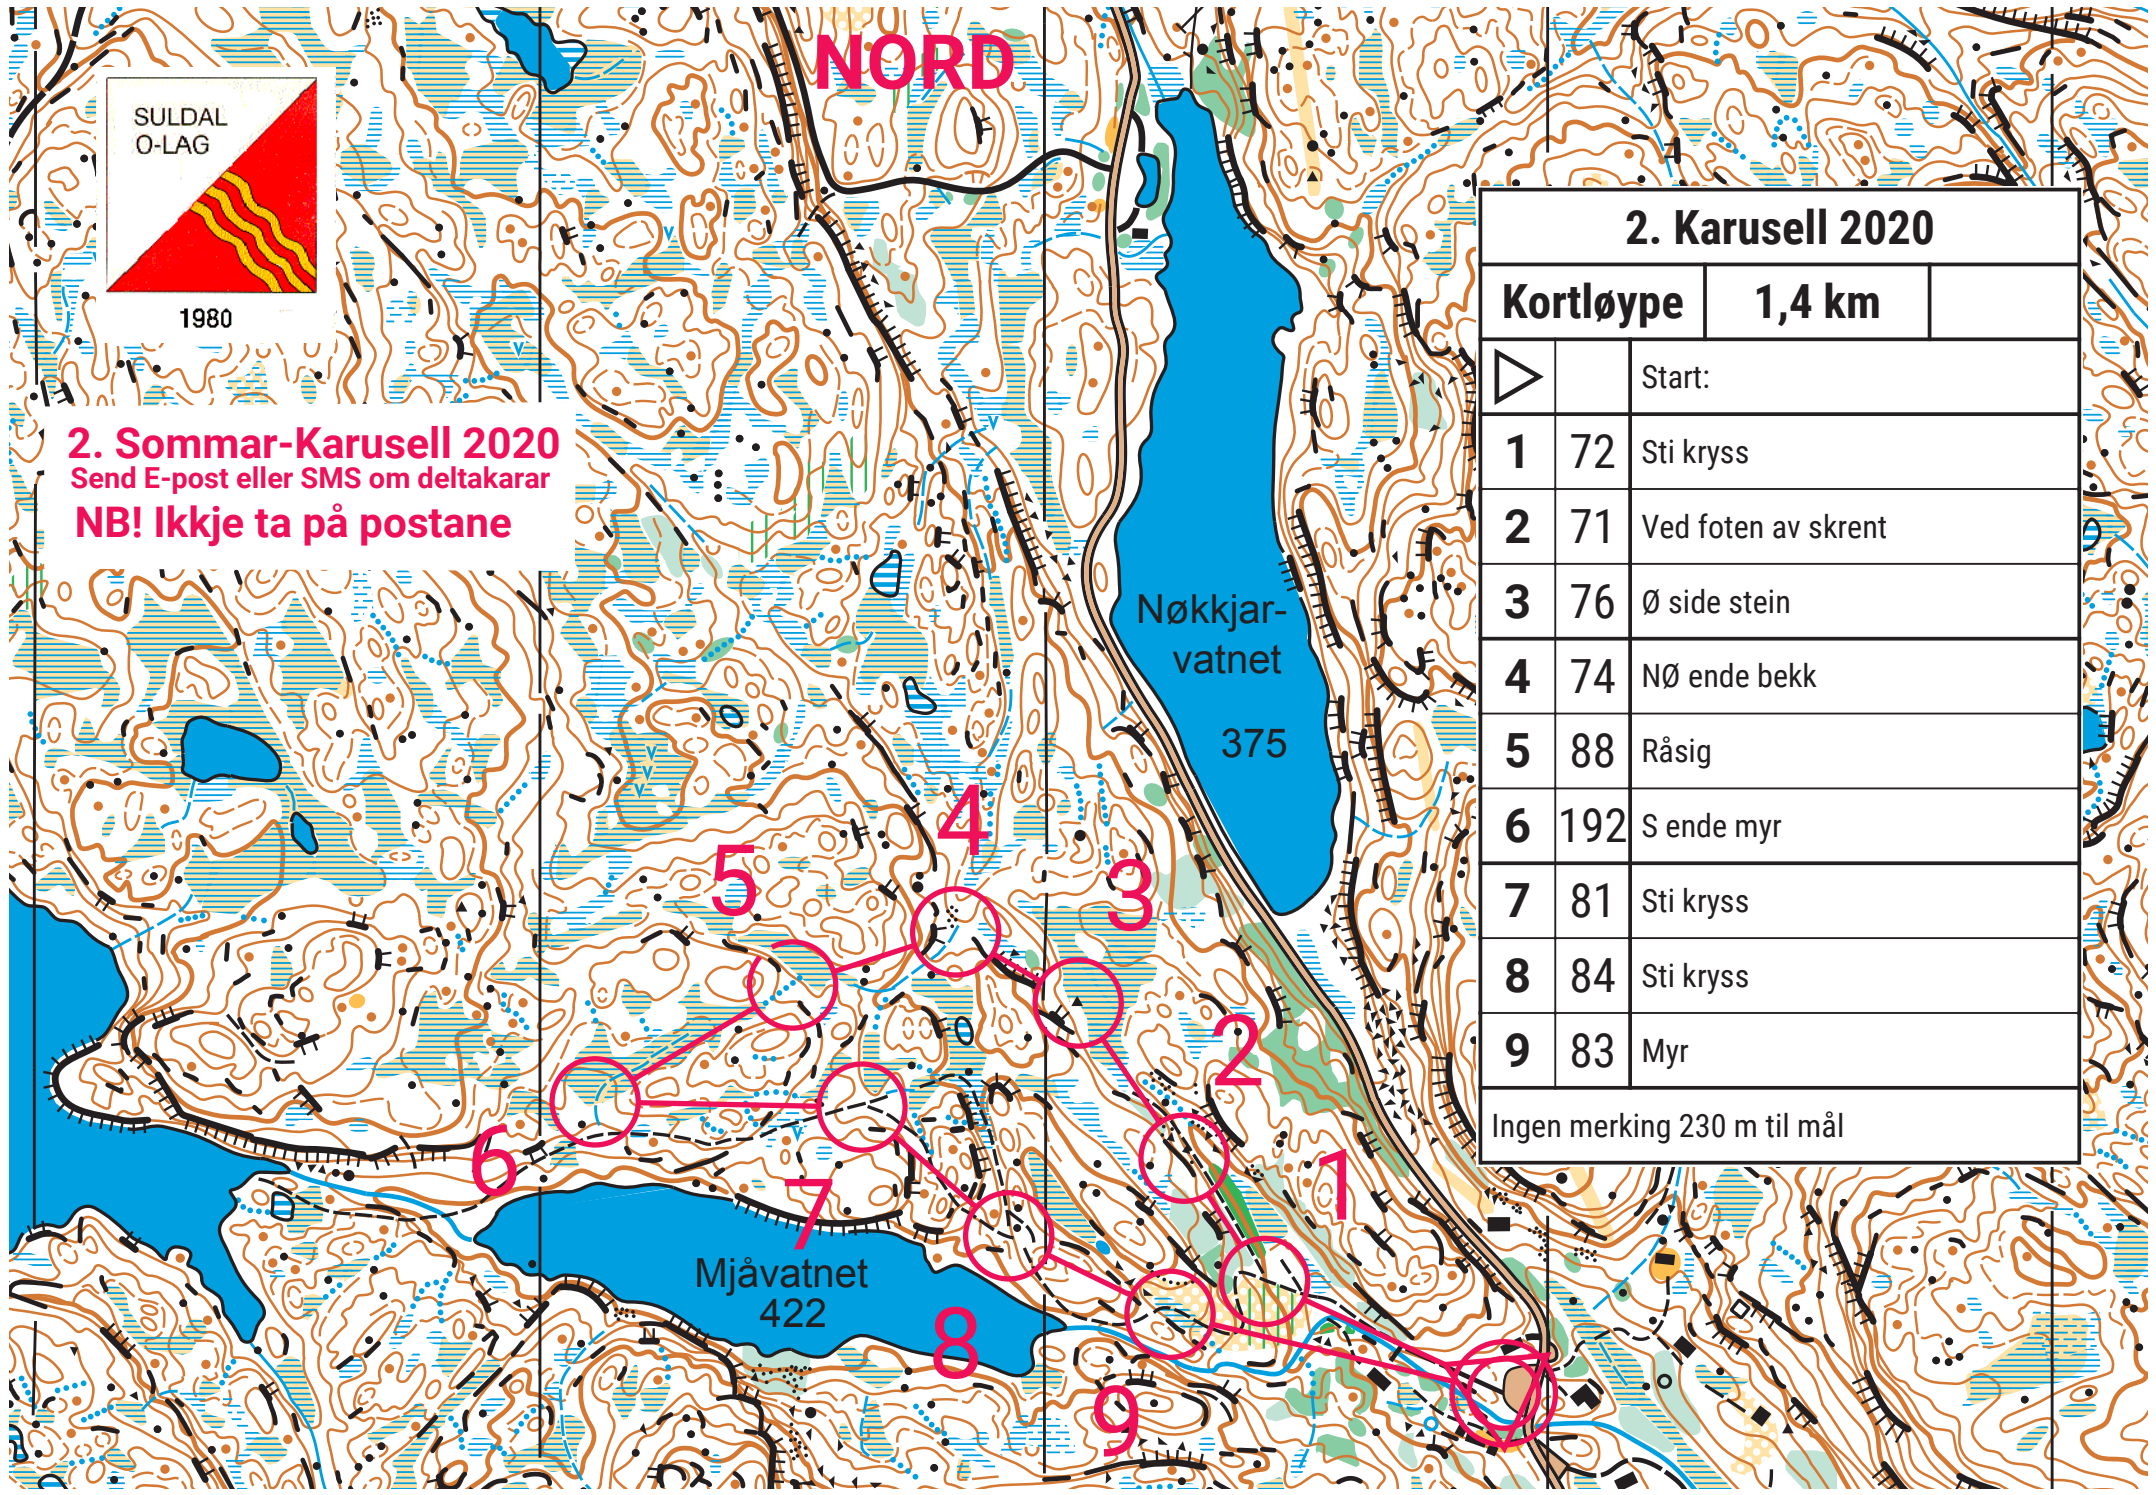 NORD
SULDAL
O-LAG
1980
2. Sommar-Karusell 2020
Send E-post eller SMS om deltakarar
NB! Ikkje ta på postane
Nøkkjar-
vatnet
375
Mjåvatnet
422
4
5
3
2
1
6
7
8
9
2. Karusell 2020
Kortløype 1,4 km
Start:
1 72 Sti kryss
2 71 Ved foten av skrent
3 76 Ø side stein
4 74 NØ ende bekk
5 88 Råsig
6 192 S ende myr
7 81 Sti kryss
8 84 Sti kryss
9 83 Myr
Ingen merking 230 m til mål